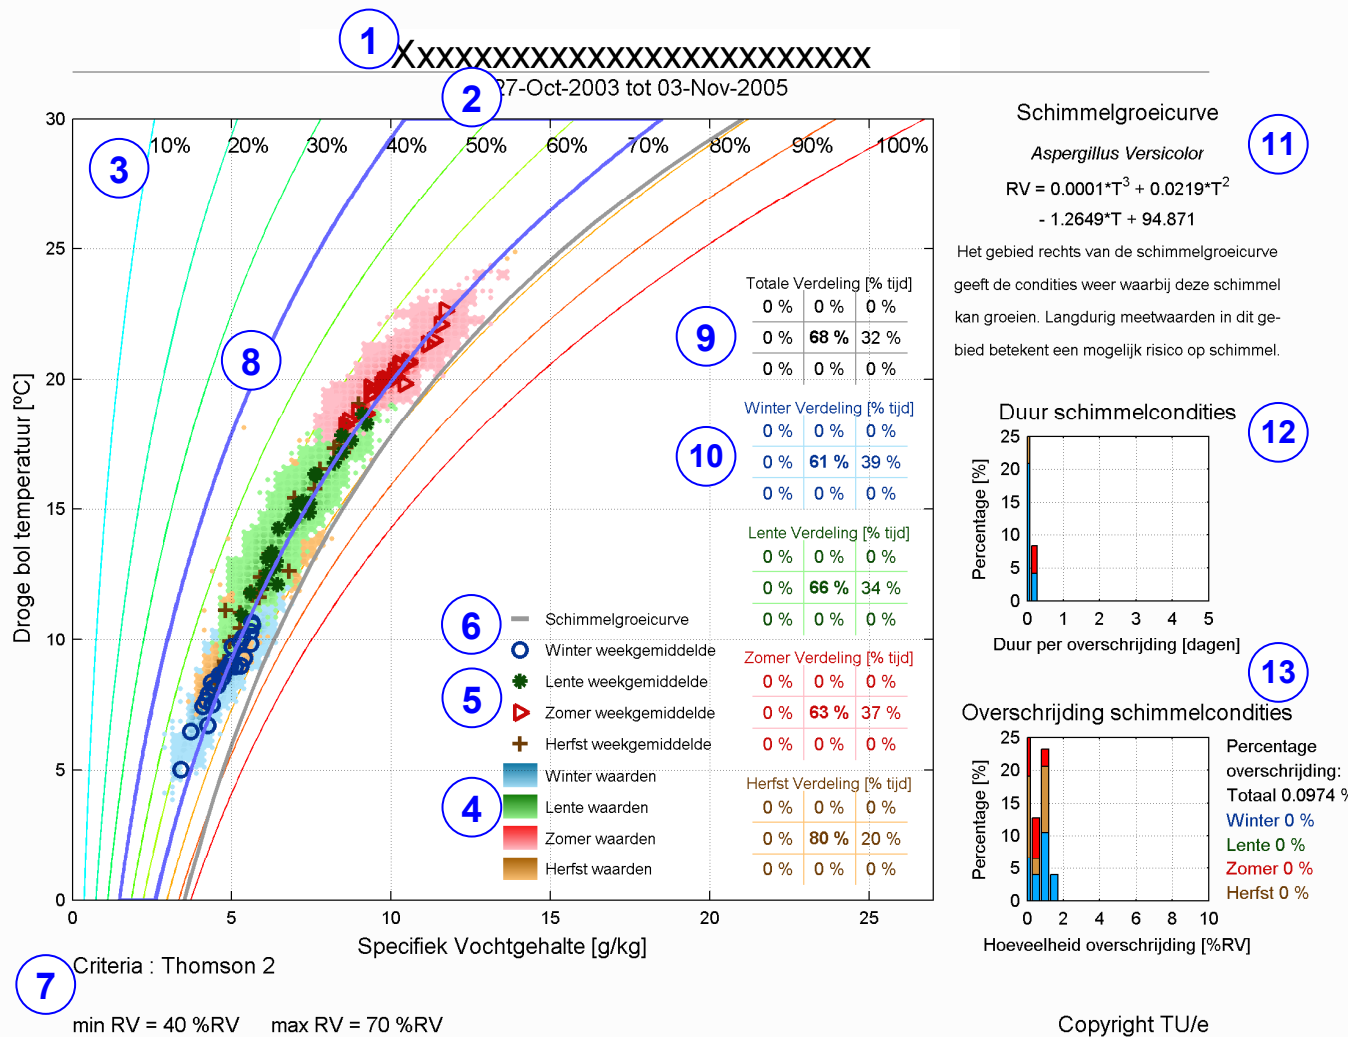 1
Xxxxxxxxxxxxxxxxxxxxxxxxx
2
27-Oct-2003 tot 03-Nov-2005
3
10% 20% 30% 40% 50% 60% 70% 80% 90% 100%
30
25
20
15
10
5
0
Droge bol temperatuur [ºC]
0 5 10 15 20 25
Specifiek Vochtgehalte [g/kg]
8
9
Totale Verdeling [% tijd]
0 % 0 % 0 %
0 % 68 % 32 %
0 % 0 % 0 %
10
Winter Verdeling [% tijd]
0 % 0 % 0 %
0 % 61 % 39 %
0 % 0 % 0 %
Lente Verdeling [% tijd]
0 % 0 % 0 %
0 % 66 % 34 %
0 % 0 % 0 %
Zomer Verdeling [% tijd]
0 % 0 % 0 %
0 % 63 % 37 %
0 % 0 % 0 %
Herfst Verdeling [% tijd]
0 % 0 % 0 %
0 % 80 % 20 %
0 % 0 % 0 %
6
Schimmelgroeicurve
Winter weekgemiddelde
5
Lente weekgemiddelde
Zomer weekgemiddelde
Herfst weekgemiddelde
4
Winter waarden
Lente waarden
Zomer waarden
Herfst waarden
Schimmelgroeicurve
11
Aspergillus Versicolor
RV = 0.0001*T³ + 0.0219*T²
- 1.2649*T + 94.871
Het gebied rechts van de schimmelgroeicurve
geeft de condities weer waarbij deze schimmel
kan groeien. Langdurig meetwaarden in dit ge-
bied betekent een mogelijk risico op schimmel.
Duur schimmelcondities
12
25
20
15
10
5
0
Percentage [%]
0 1 2 3 4 5
Duur per overschrijding [dagen]
13
Overschrijding schimmelcondities
25
20
15
10
5
0
Percentage [%]
0 2 4 6 8 10
Hoeveelheid overschrijding [%RV]
Percentage
overschrijding:
Totaal 0.0974 %
Winter 0 %
Lente 0 %
Zomer 0 %
Herfst 0 %
7
Criteria : Thomson 2
min RV = 40 %RV max RV = 70 %RV
Copyright TU/e